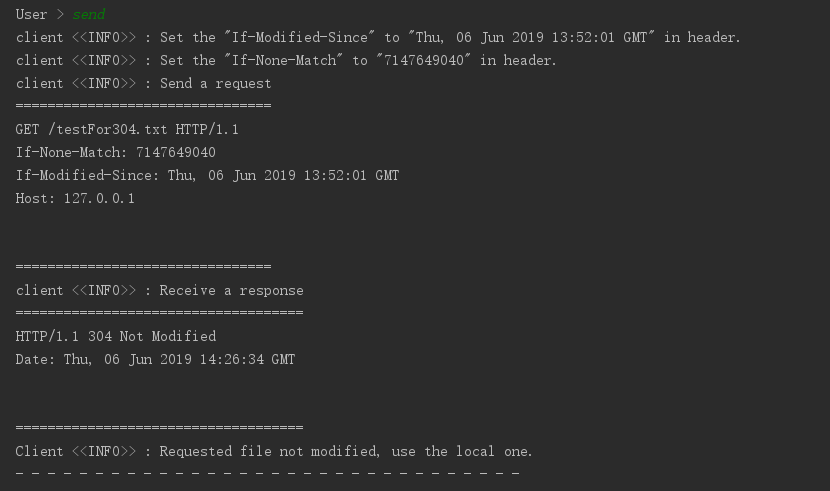 User > send
client <<INFO>> : Set the "If-Modified-Since" to "Thu, 06 Jun 2019 13:52:01 GMT" in header.
client <<INFO>> : Set the "If-None-Match" to "7147649040" in header.
client <<INFO>> : Send a request
================================
GET /testFor304.txt HTTP/1.1
If-None-Match: 7147649040
If-Modified-Since: Thu, 06 Jun 2019 13:52:01 GMT
Host: 127.0.0.1
================================
client <<INFO>> : Receive a response
====================================
HTTP/1.1 304 Not Modified
Date: Thu, 06 Jun 2019 14:26:34 GMT
====================================
Client <<INFO>> : Requested file not modified, use the local one.
- - - - - - - - - - - - - - - - - - - - - - - - - - - - - - - -